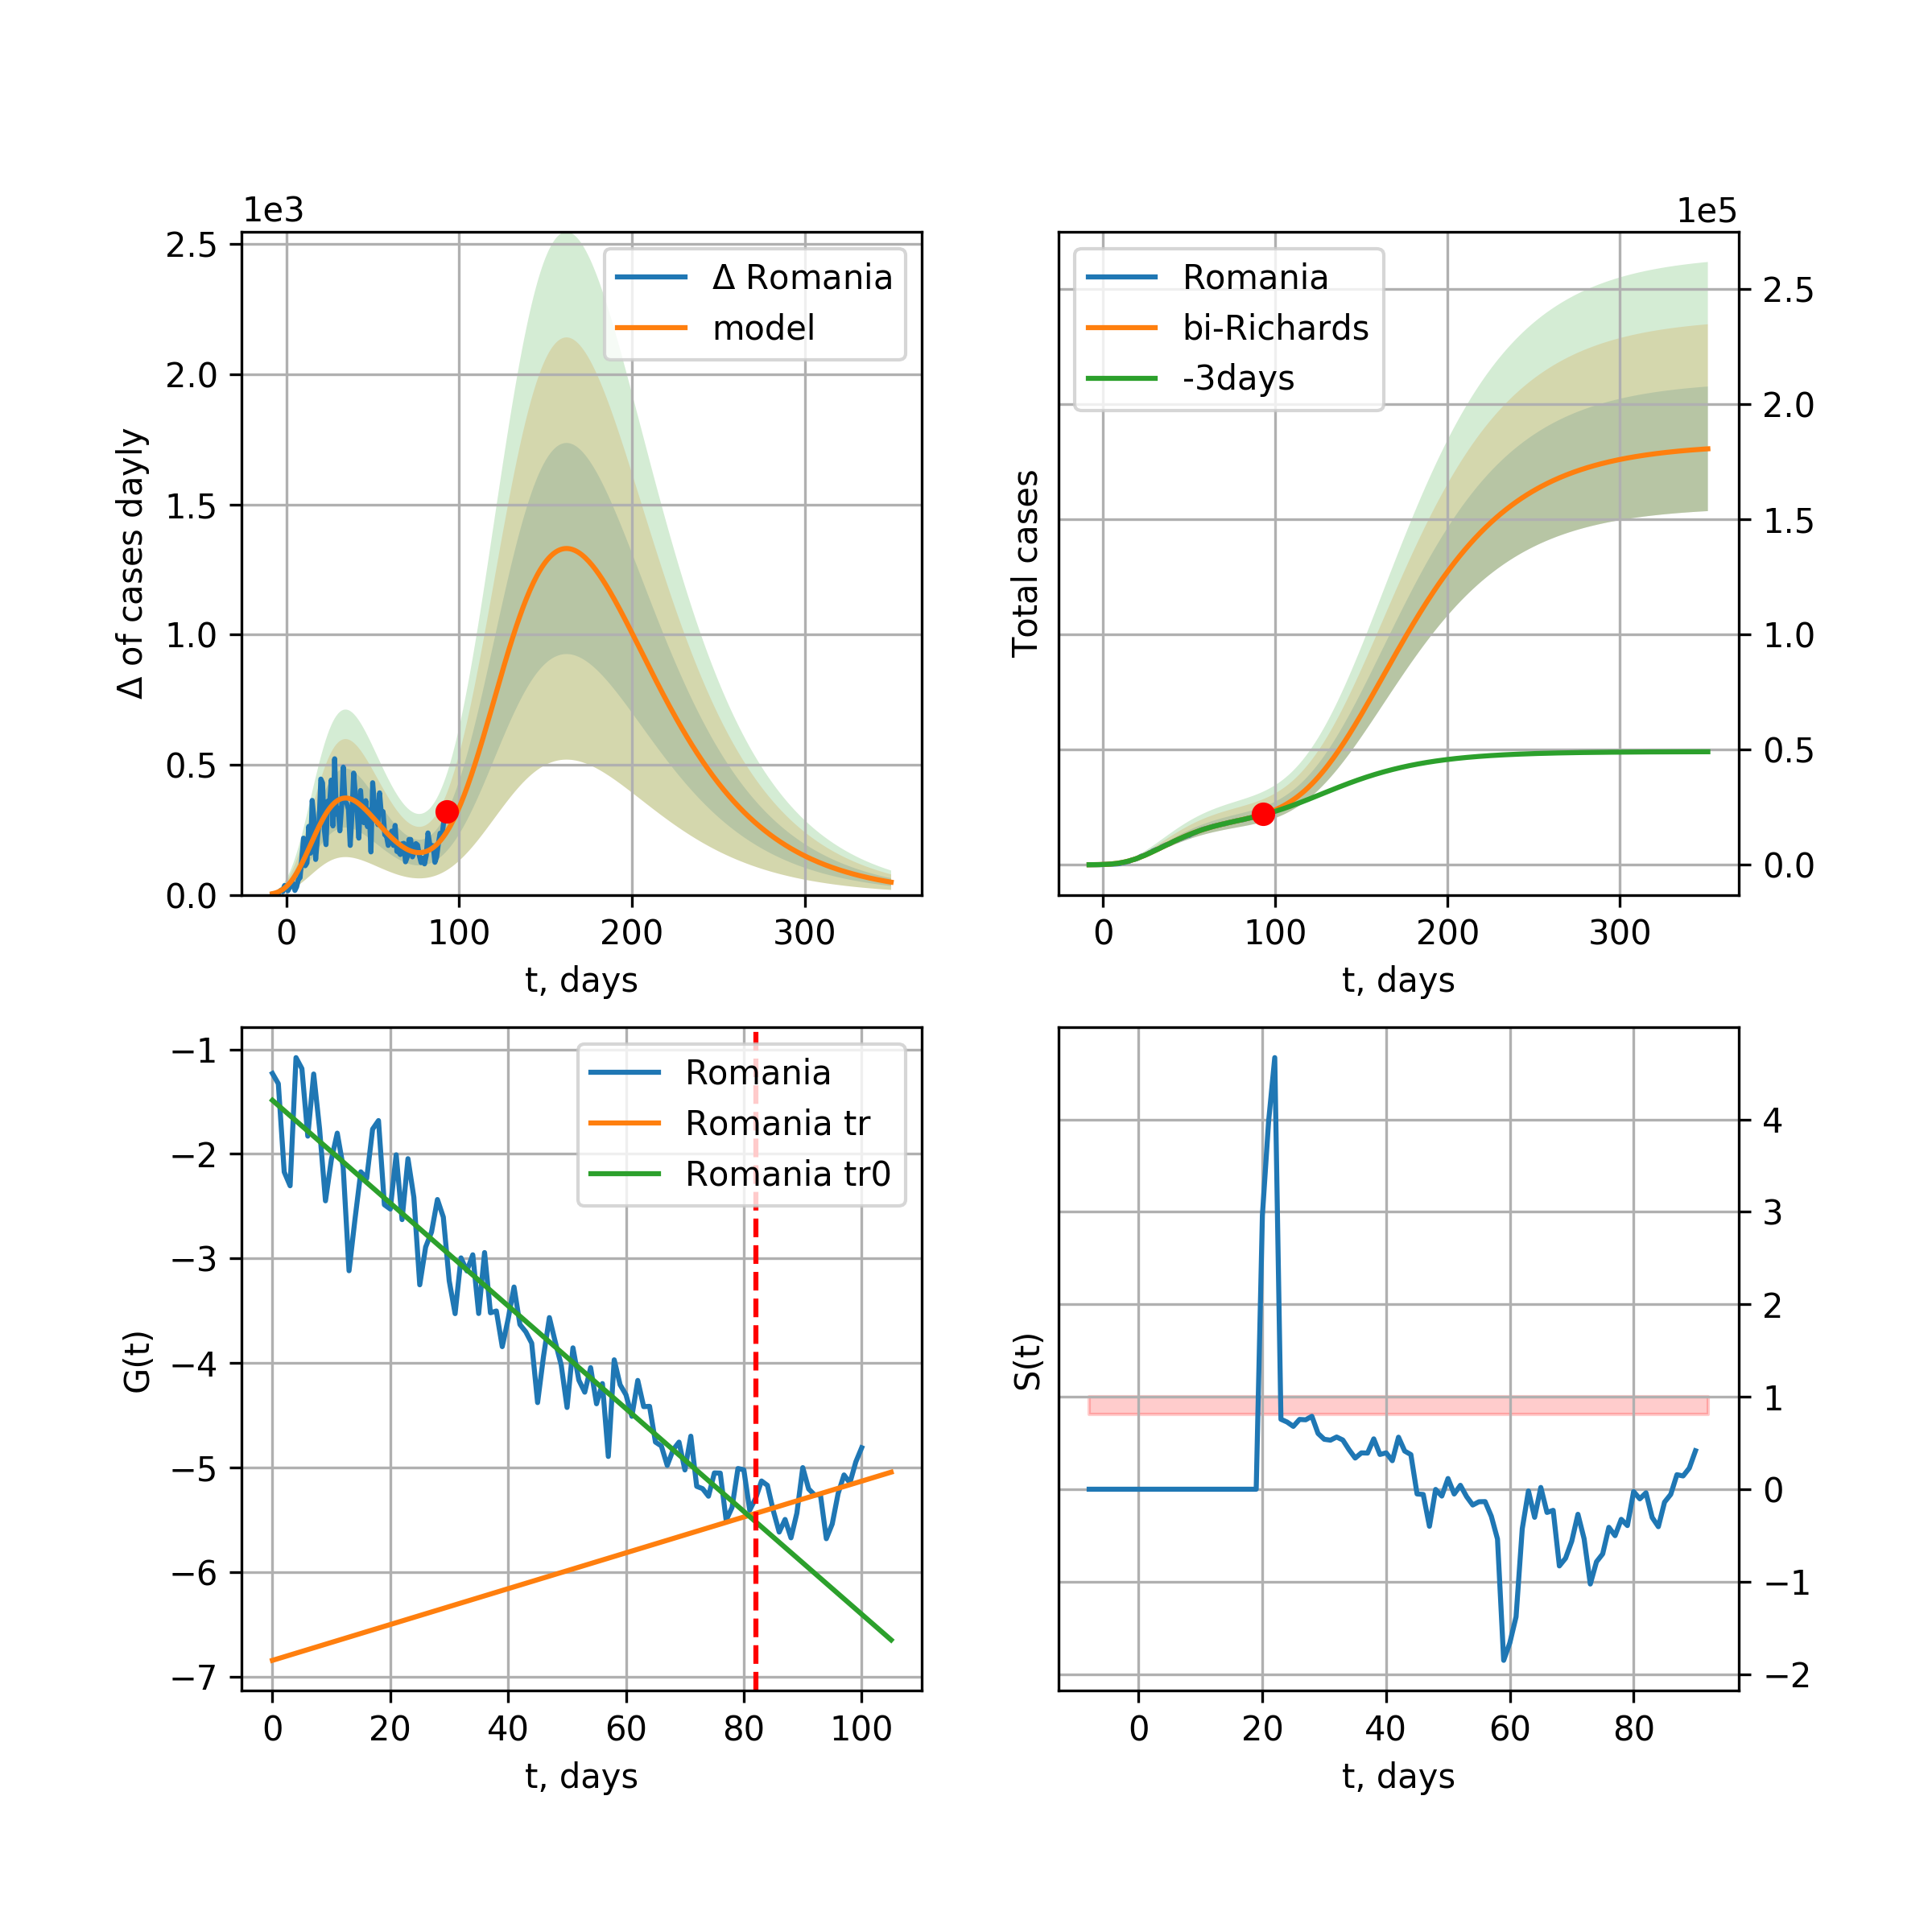 1e3
2.5
2.0
1.5
1.0
0.5
0.0
Δ of cases dayly
Δ Romania
model
0 100 200 300
t, days
1e5
Romania
bi-Richards
-3days
Total cases
2.5
2.0
1.5
1.0
0.5
0.0
0 100 200 300
t, days
−1
−2
−3
−4
−5
−6
−7
G(t)
Romania
Romania tr
Romania tr0
0 20 40 60 80 100
t, days
S(t)
4
3
2
1
0
−1
−2
0 20 40 60 80
t, days